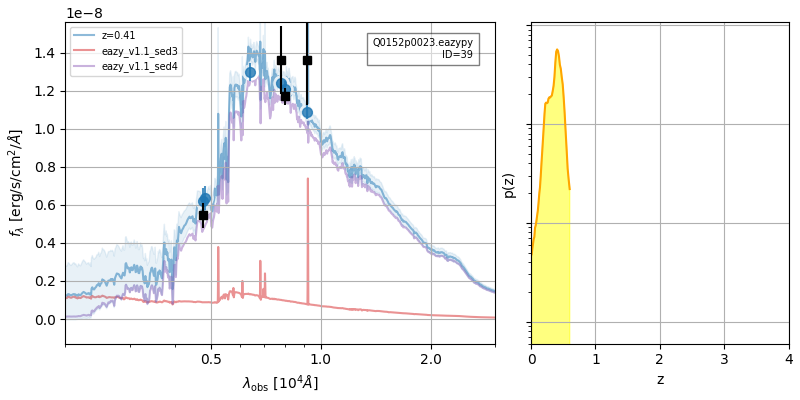 1e−8
z=0.41
eazy_v1.1_sed3
eazy_v1.1_sed4
Q0152p0023.eazypy
ID=39
1.4
1.2
1.0
0.8
0.6
0.4
0.2
0.0
f_λ [erg/s/cm²/Å]
0.5 1.0 2.0
λ_obs [10⁴Å]
p(z)
0 1 2 3 4
z